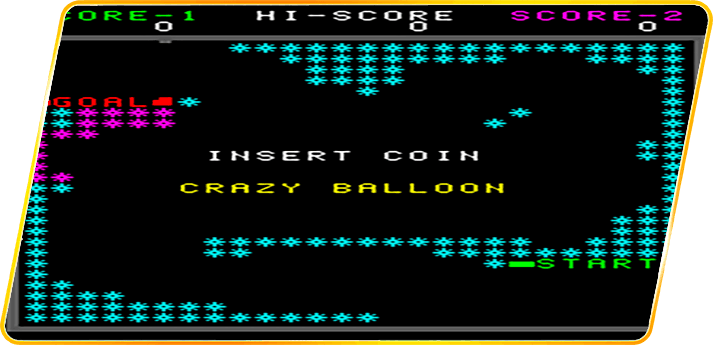 CORE-1 HI-SCORE SCORE-2
0 0 0
GOAL
INSERT COIN
CRAZY BALLOON
START